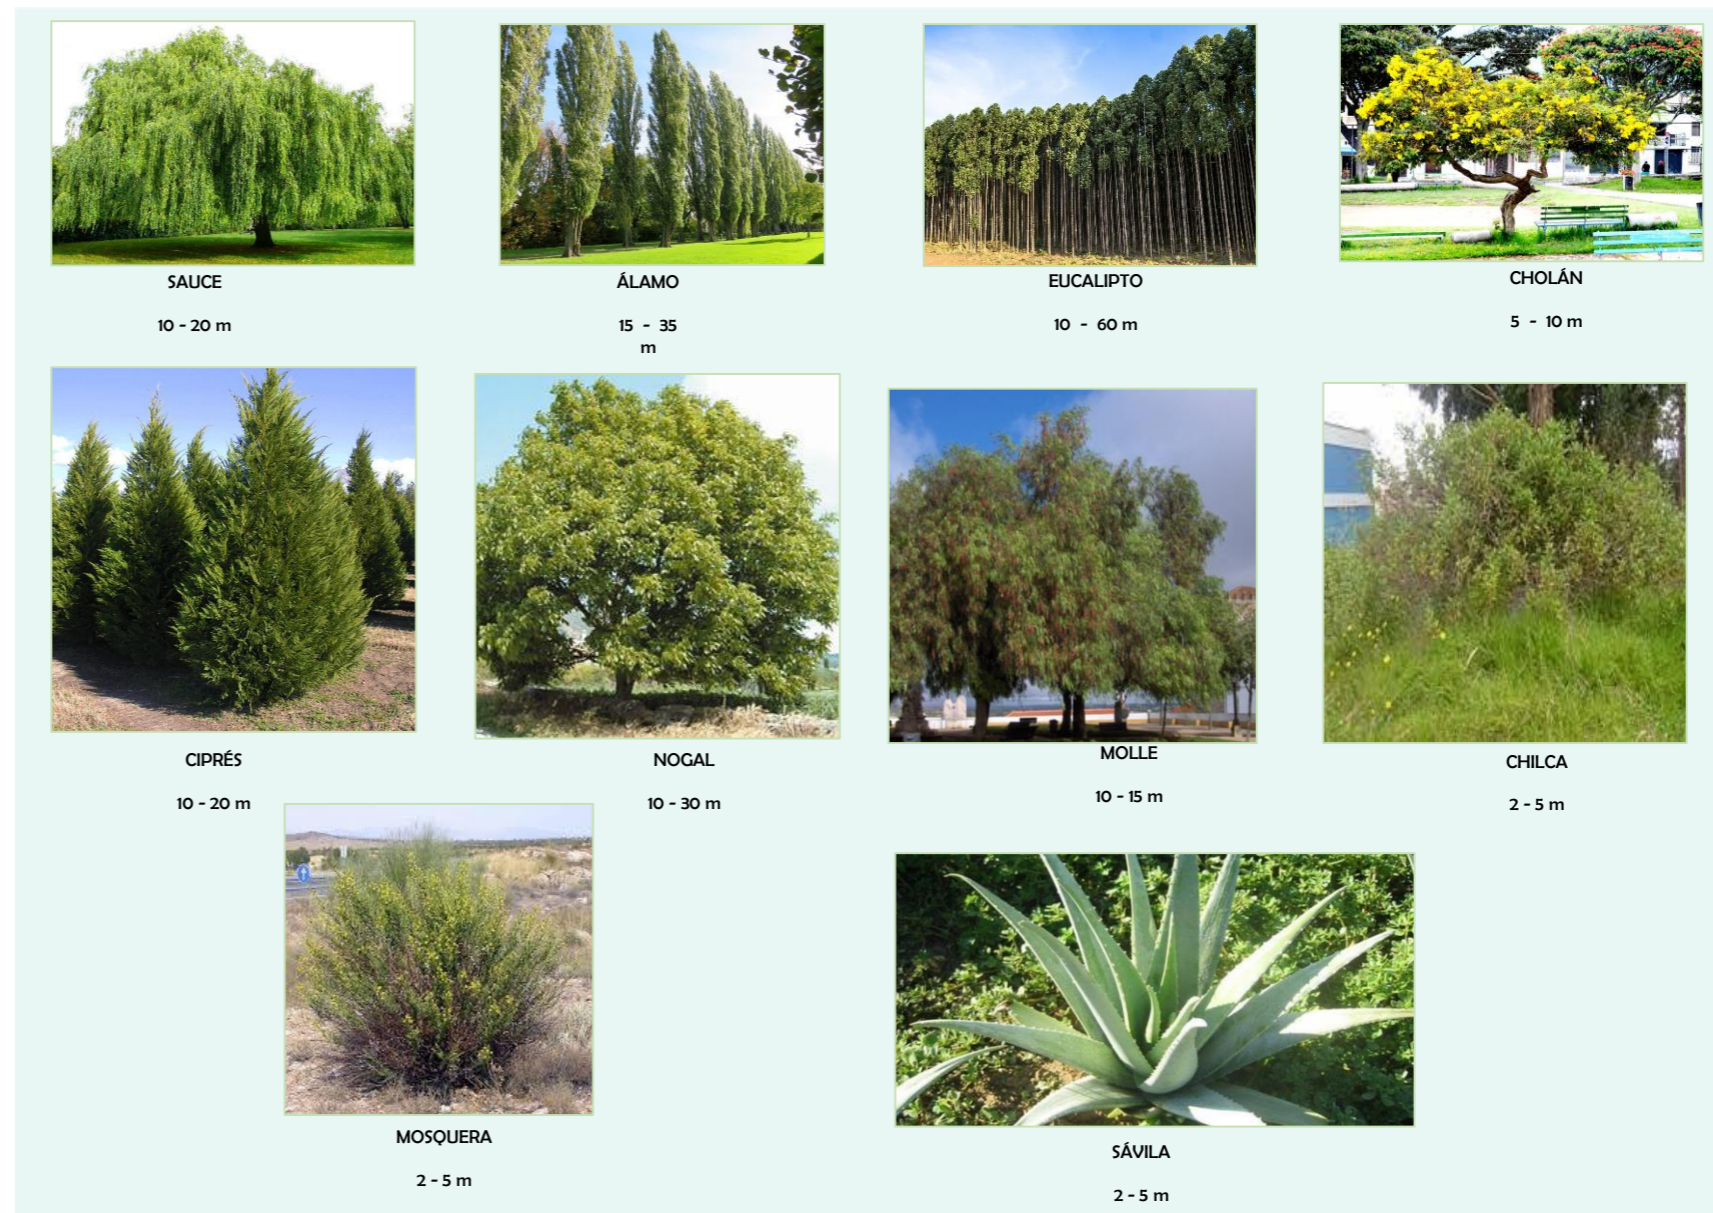 SAUCE
10 - 20 m
ÁLAMO
15 - 35
m
EUCALIPTO
10 - 60 m
CHOLÁN
5 - 10 m
CIPRÉS
10 - 20 m
NOGAL
10 - 30 m
MOLLE
10 - 15 m
CHILCA
2 - 5 m
MOSQUERA
2 - 5 m
SÁVILA
2 - 5 m